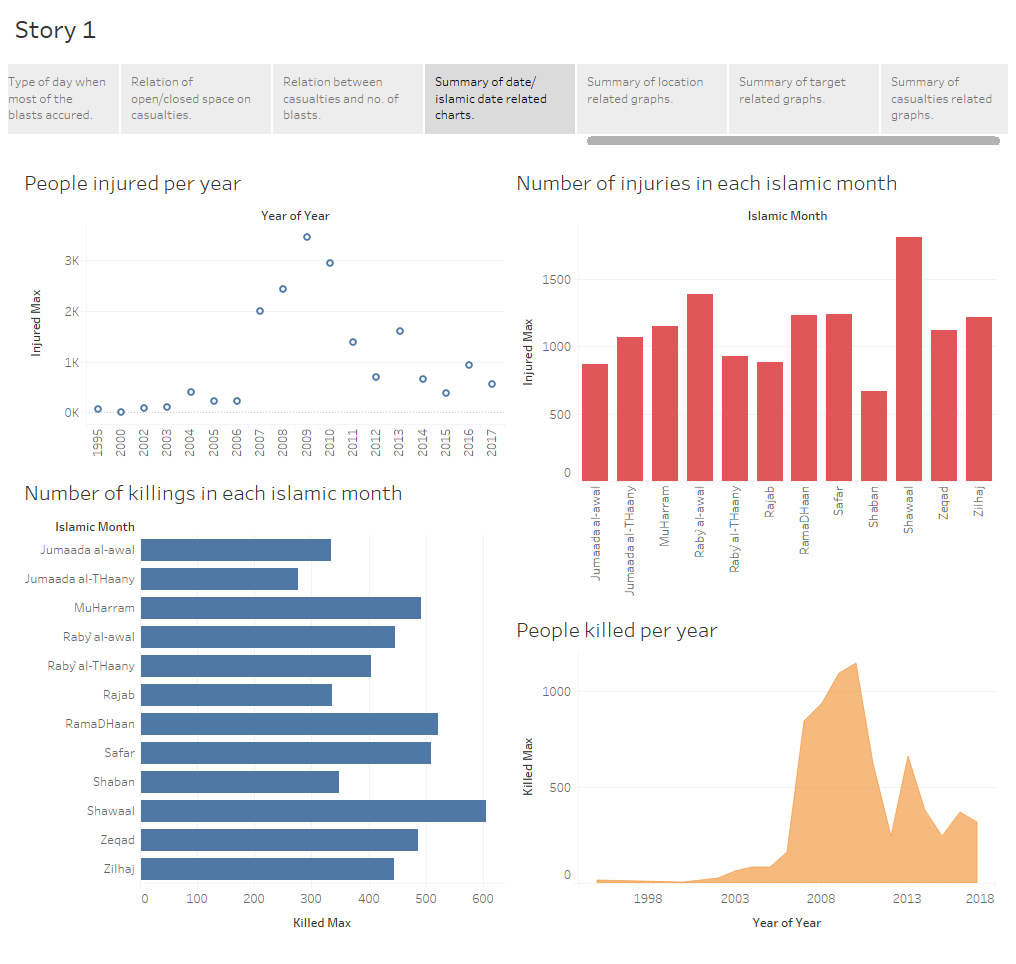 Story 1
Type of day when
most of the
blasts accured.
Relation of
open/closed space on
casualties.
Relation between
casualties and no. of
blasts.
Summary of date/
islamic date related
charts.
Summary of location
related graphs.
Summary of target
related graphs.
Summary of
casualties related
graphs.
People injured per year
Year of Year
Injured Max
3K
2K
1K
0K
1995
2000
2002
2003
2004
2005
2006
2007
2008
2009
2010
2011
2012
2013
2014
2015
2016
2017
Number of injuries in each islamic month
Islamic Month
Injured Max
1500
1000
500
0
Jumaada al-awal
Jumaada al-THaany
MuHarram
Raby`al-awal
Raby`al-THaany
Rajab
RamaDHaan
Safar
Shaban
Shawaal
Zeqad
Zilhaj
Number of killings in each islamic month
Islamic Month
Jumaada al-awal
Jumaada al-THaany
MuHarram
Raby`al-awal
Raby`al-THaany
Rajab
RamaDHaan
Safar
Shaban
Shawaal
Zeqad
Zilhaj
0
100
200
300
400
500
600
Killed Max
People killed per year
Killed Max
1000
500
0
1998
2003
2008
2013
2018
Year of Year